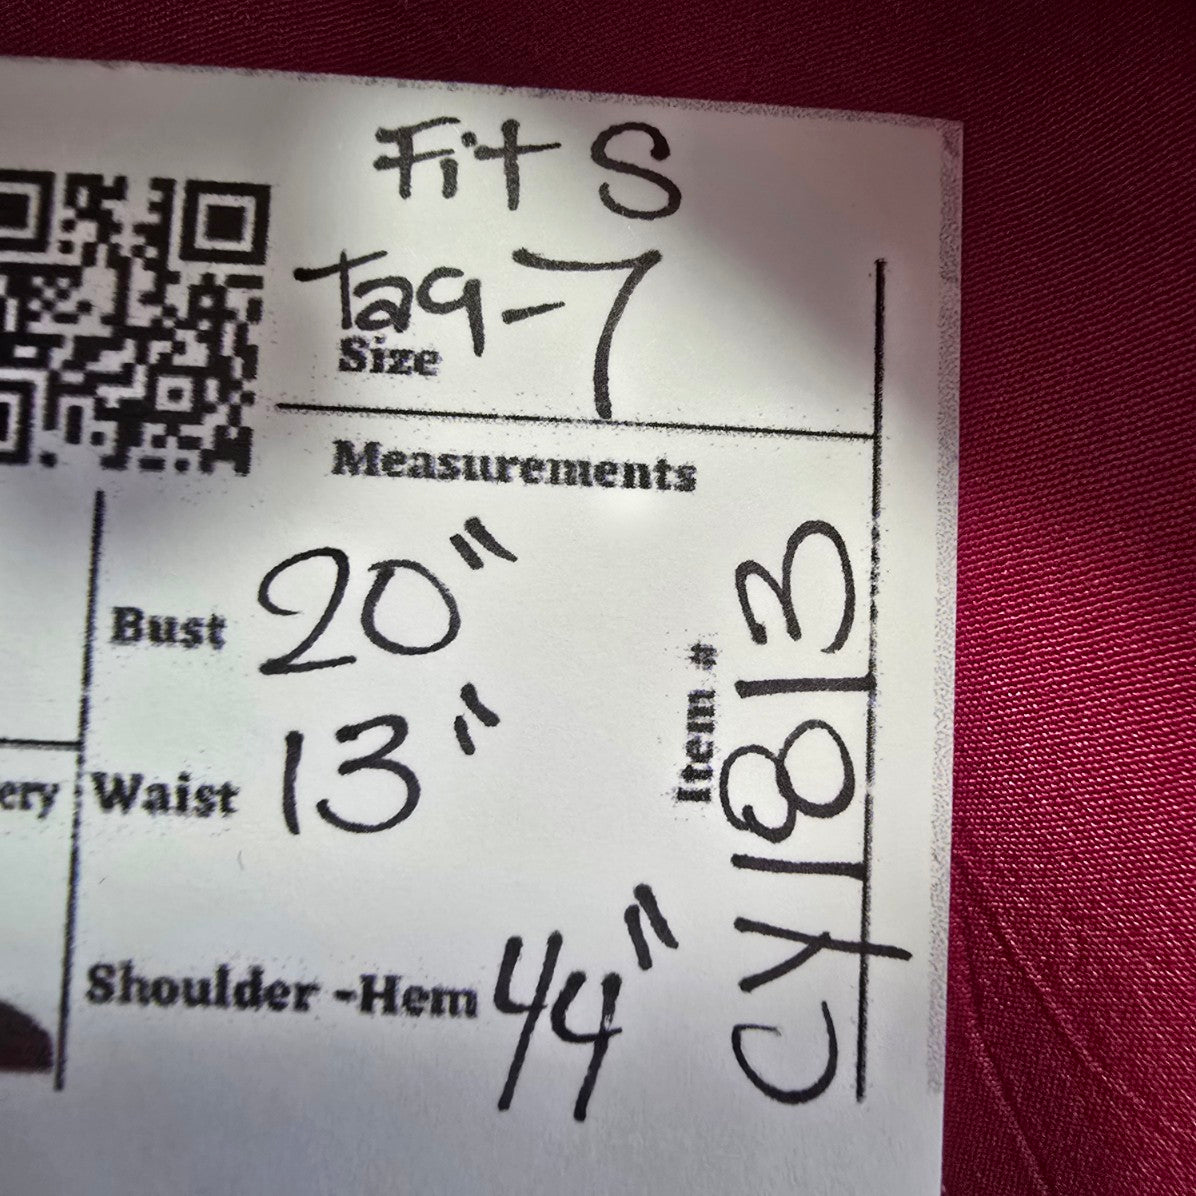 Fit S
Tag-7
Size
Measurements
Bust 20"
Waist 13"
Shoulder -Hem 44"
ery
Item #
CY1813